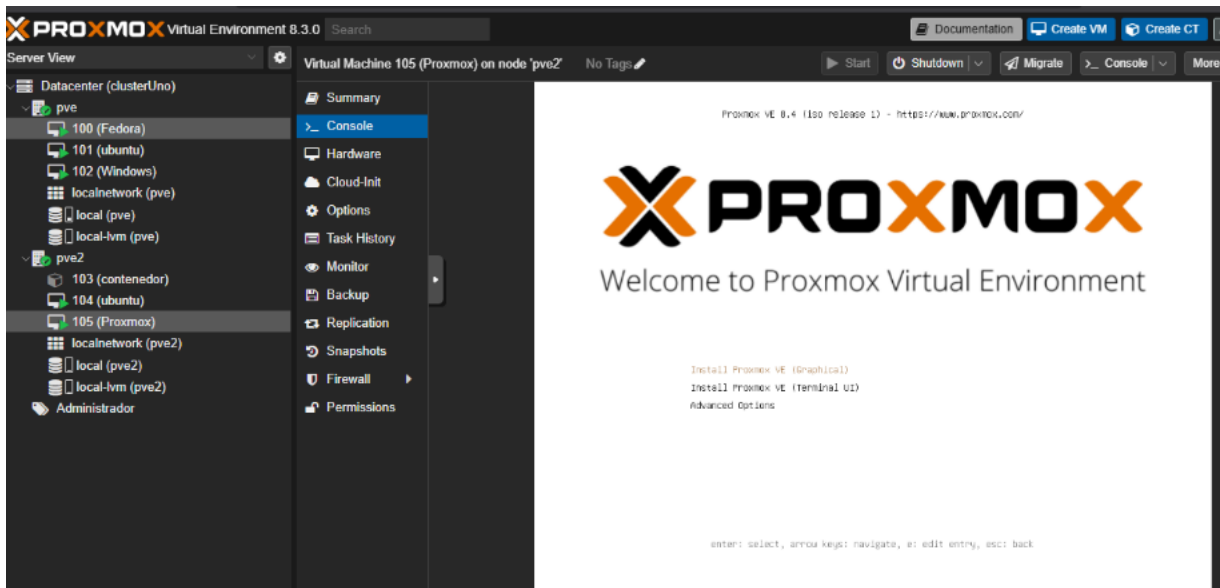 PROXMOX Virtual Environment 8.3.0 Search Documentation Create VM Create CT
Server View
Datacenter (clusterUno)
pve
100 (Fedora)
101 (ubuntu)
102 (Windows)
localnetwork (pve)
local (pve)
local-lvm (pve)
pve2
103 (contenedor)
104 (ubuntu)
105 (Proxmox)
localnetwork (pve2)
local (pve2)
local-lvm (pve2)
Administrador
Virtual Machine 105 (Proxmox) on node 'pve2' No Tags Start Shutdown Migrate >_ Console More
Summary
>_ Console
Hardware
Cloud-Init
Options
Task History
Monitor
Backup
Replication
Snapshots
Firewall
Permissions
Proxmox VE 8.4 (iso release 1) - https://www.proxmox.com/
PROXMOX
Welcome to Proxmox Virtual Environment
Install Proxmox VE (Graphical)
Install Proxmox VE (Terminal UI)
Advanced Options
enter: select, arrow keys: navigate, e: edit entry, esc: back